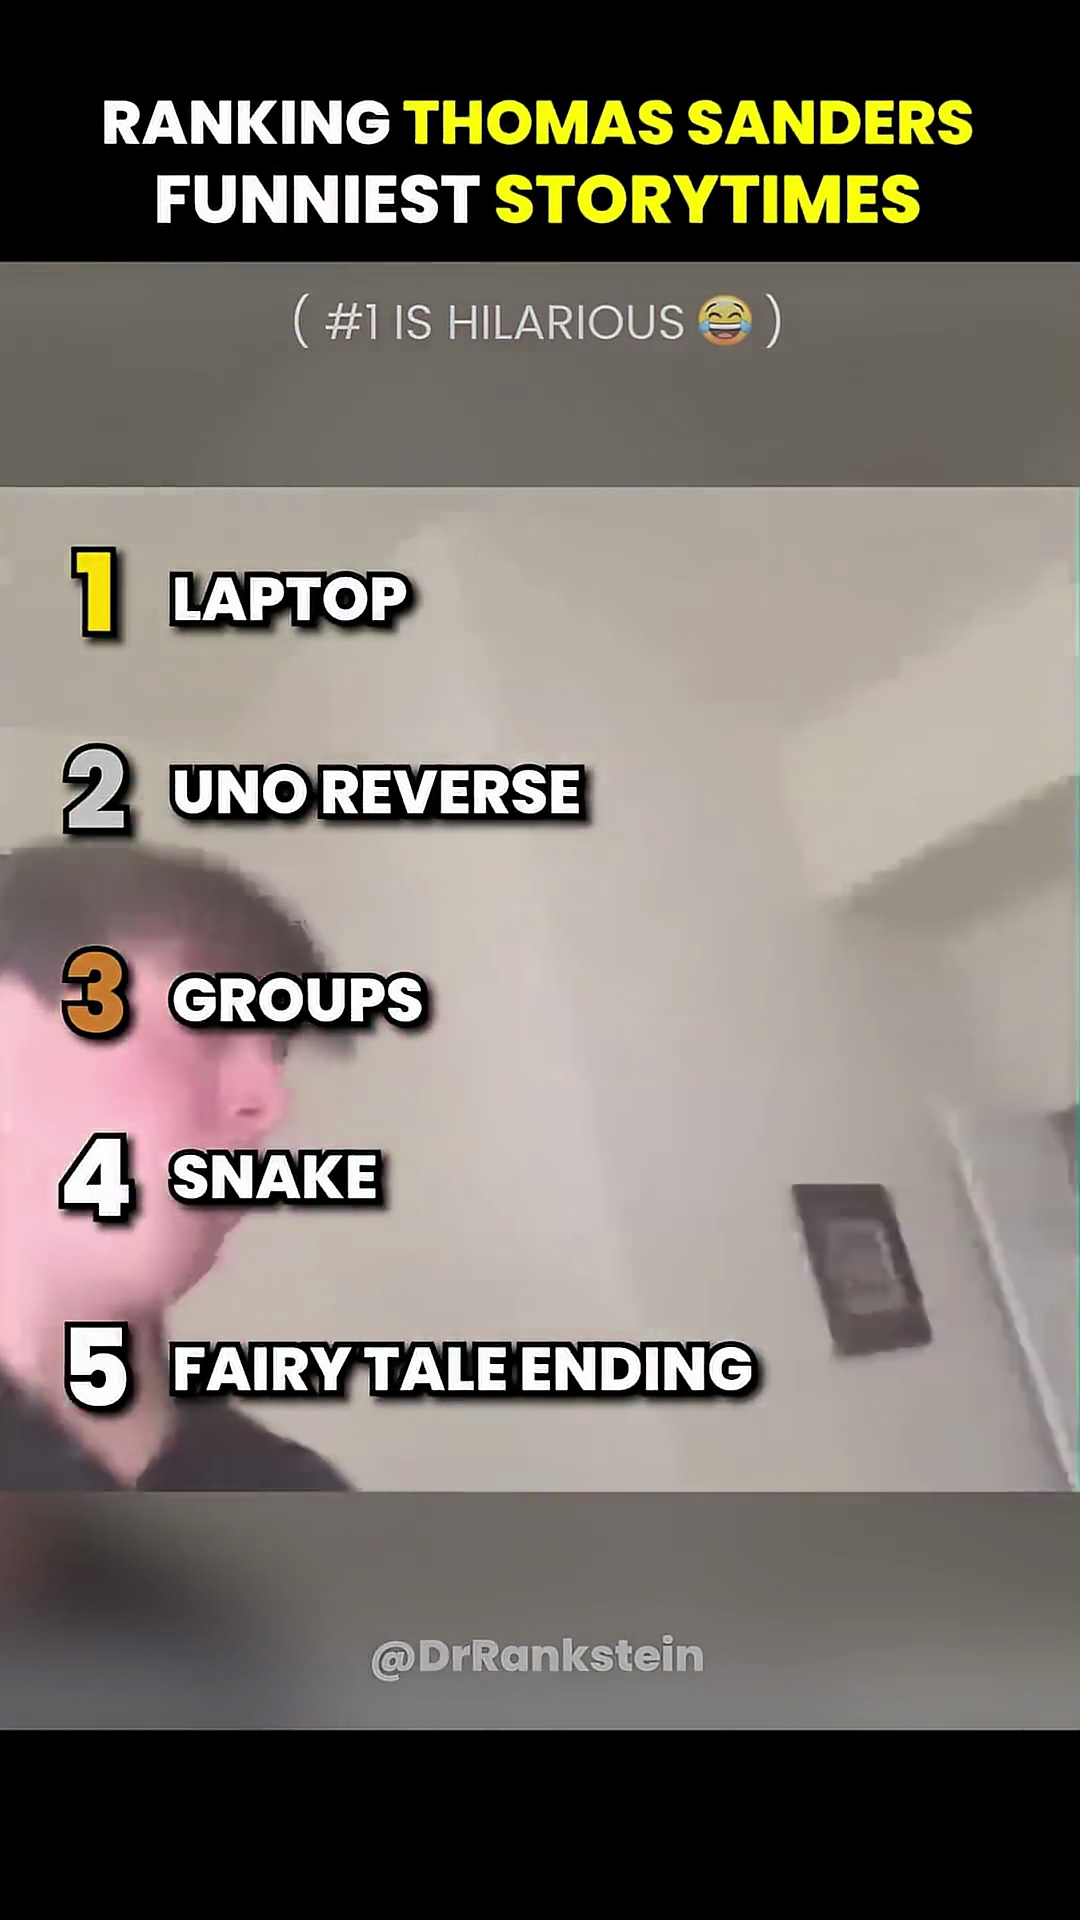 RANKING THOMAS SANDERS
FUNNIEST STORYTIMES
( #1 IS HILARIOUS 😂 )
1 LAPTOP
2 UNO REVERSE
3 GROUPS
4 SNAKE
5 FAIRY TALE ENDING
@DrRankstein